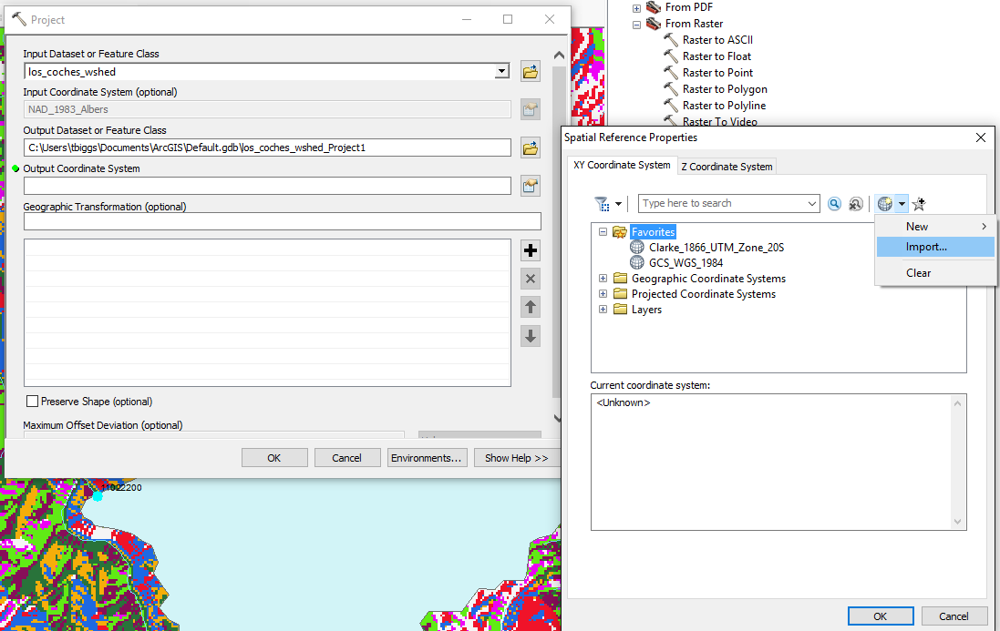 Project
Input Dataset or Feature Class
los_coches_wshed
Input Coordinate System (optional)
NAD_1983_Albers
Output Dataset or Feature Class
C:\Users\tbiggs\Documents\ArcGIS\Default.gdb\los_coches_wshed_Project1
Output Coordinate System
Geographic Transformation (optional)
Preserve Shape (optional)
Maximum Offset Deviation (optional)
OK
Cancel
Environments...
Show Help >>
11022200
From PDF
From Raster
Raster to ASCII
Raster to Float
Raster to Point
Raster to Polygon
Raster to Polyline
Raster To Video
Spatial Reference Properties
XY Coordinate System
Z Coordinate System
Type here to search
New
Import...
Clear
Favorites
Clarke_1866_UTM_Zone_20S
GCS_WGS_1984
Geographic Coordinate Systems
Projected Coordinate Systems
Layers
Current coordinate system:
<Unknown>
OK
Cancel